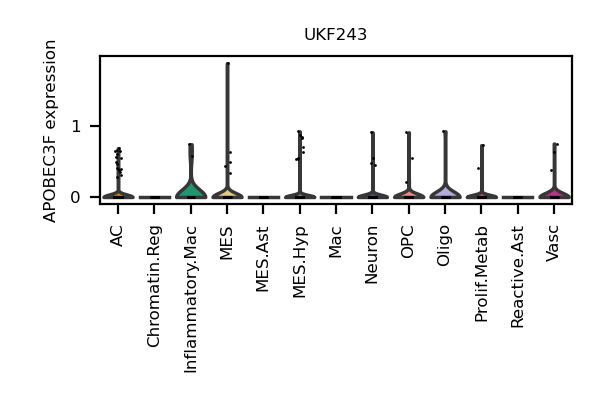 UKF243
APOBEC3F expression
1
0
AC
Chromatin.Reg
Inflammatory.Mac
MES
MES.Ast
MES.Hyp
Mac
Neuron
OPC
Oligo
Prolif.Metab
Reactive.Ast
Vasc